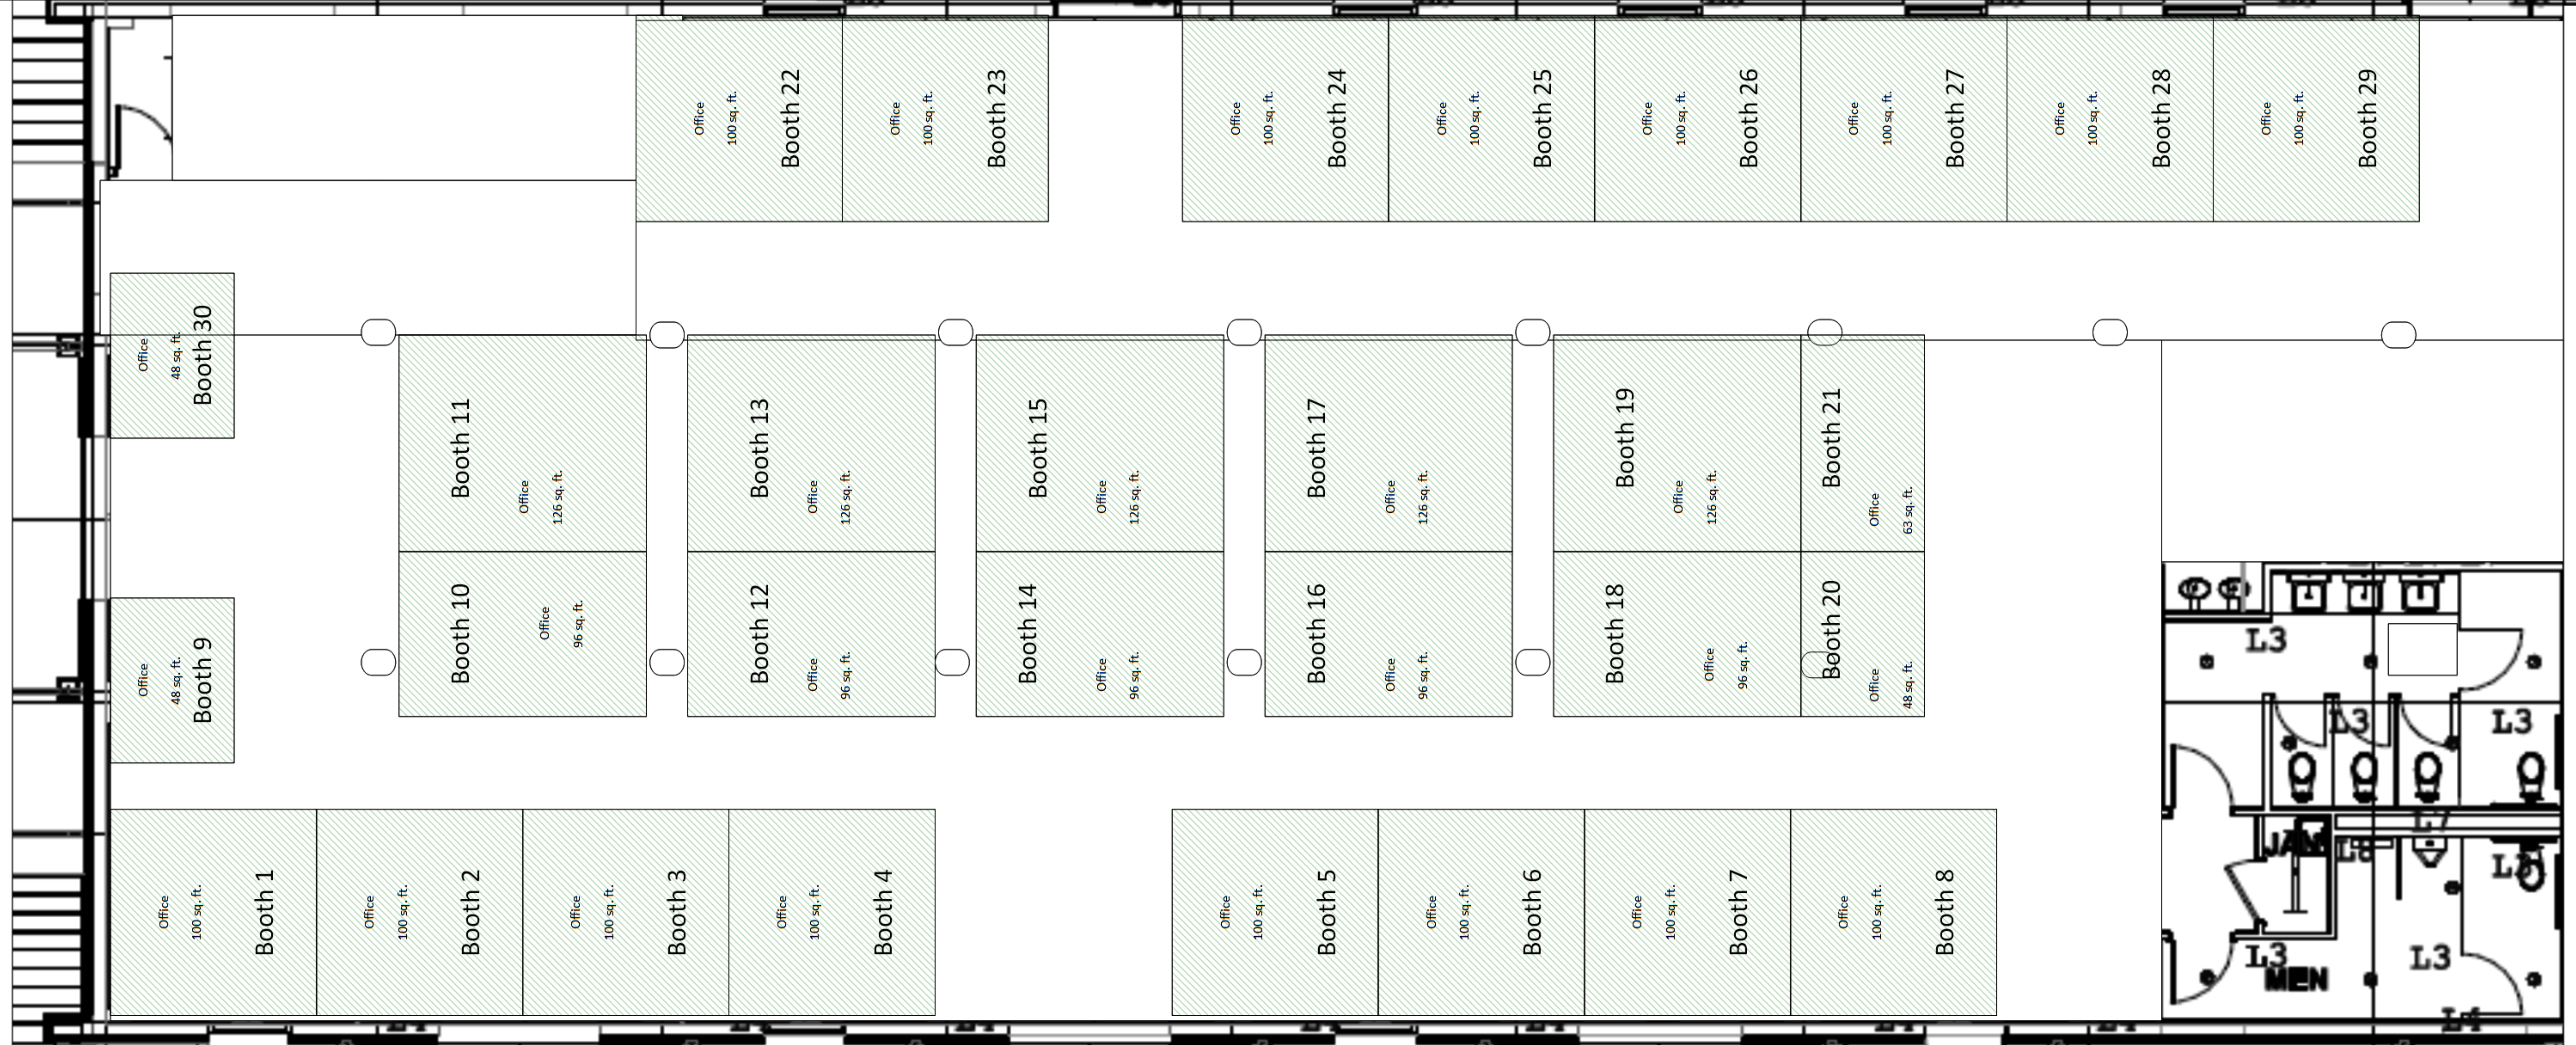 Office
100 sq. ft.
Booth 22
Office
100 sq. ft.
Booth 23
Office
100 sq. ft.
Booth 24
Office
100 sq. ft.
Booth 25
Office
100 sq. ft.
Booth 26
Office
100 sq. ft.
Booth 27
Office
100 sq. ft.
Booth 28
Office
100 sq. ft.
Booth 29
Office
48 sq. ft.
Booth 30
Booth 11
Office
126 sq. ft.
Booth 13
Office
126 sq. ft.
Booth 15
Office
126 sq. ft.
Booth 17
Office
126 sq. ft.
Booth 19
Office
126 sq. ft.
Booth 21
Office
63 sq. ft.
Office
48 sq. ft.
Booth 9
Booth 10
Office
96 sq. ft.
Booth 12
Office
96 sq. ft.
Booth 14
Office
96 sq. ft.
Booth 16
Office
96 sq. ft.
Booth 18
Office
96 sq. ft.
Booth 20
Office
48 sq. ft.
L3
L3
L3
Office
100 sq. ft.
Booth 1
Office
100 sq. ft.
Booth 2
Office
100 sq. ft.
Booth 3
Office
100 sq. ft.
Booth 4
Office
100 sq. ft.
Booth 5
Office
100 sq. ft.
Booth 6
Office
100 sq. ft.
Booth 7
Office
100 sq. ft.
Booth 8
L7
JAN
L3
L3
MEN
L3
L4